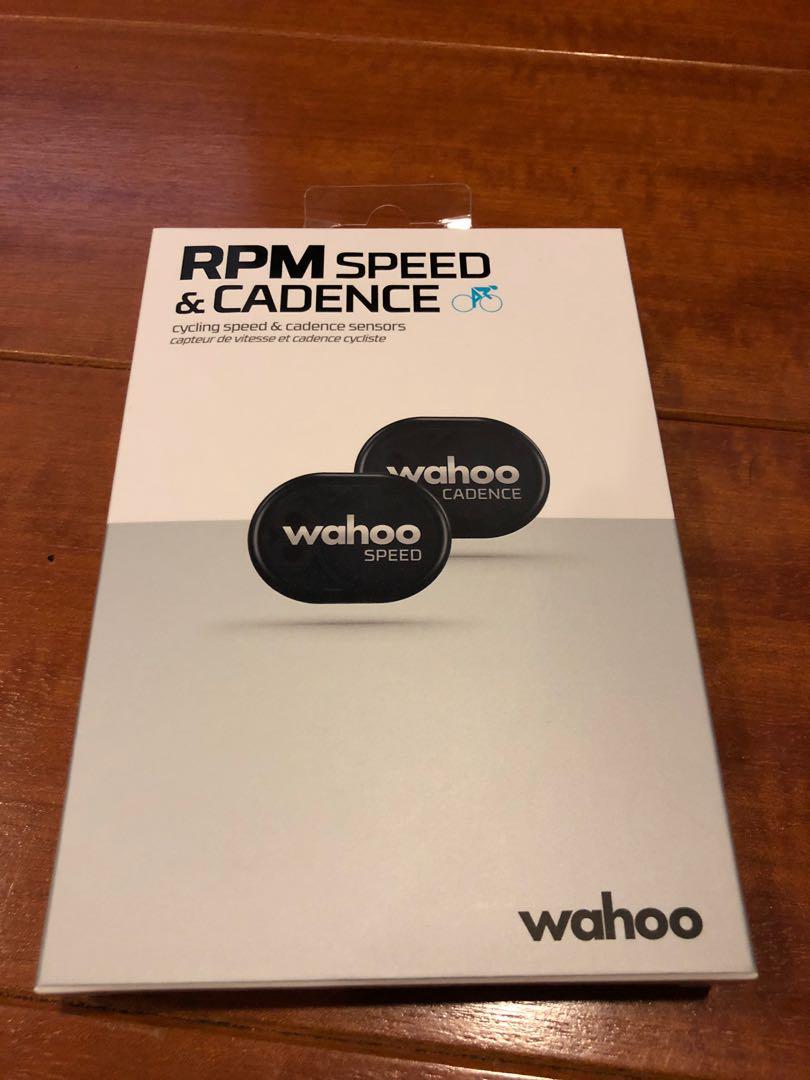 RPM SPEED
& CADENCE
cycling speed & cadence sensors
capteur de vitesse et cadence cycliste
wahoo
CADENCE
wahoo
SPEED
wahoo